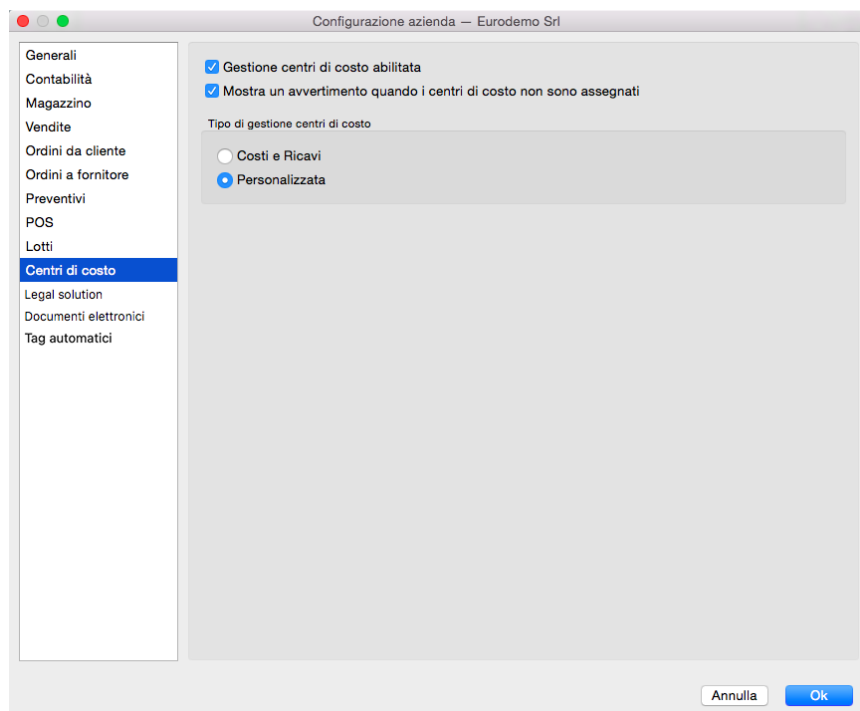 Configurazione azienda — Eurodemo Srl
Generali
Contabilità
Magazzino
Vendite
Ordini da cliente
Ordini a fornitore
Preventivi
POS
Lotti
Centri di costo
Legal solution
Documenti elettronici
Tag automatici
Gestione centri di costo abilitata
Mostra un avvertimento quando i centri di costo non sono assegnati
Tipo di gestione centri di costo
Costi e Ricavi
Personalizzata
Annulla
Ok